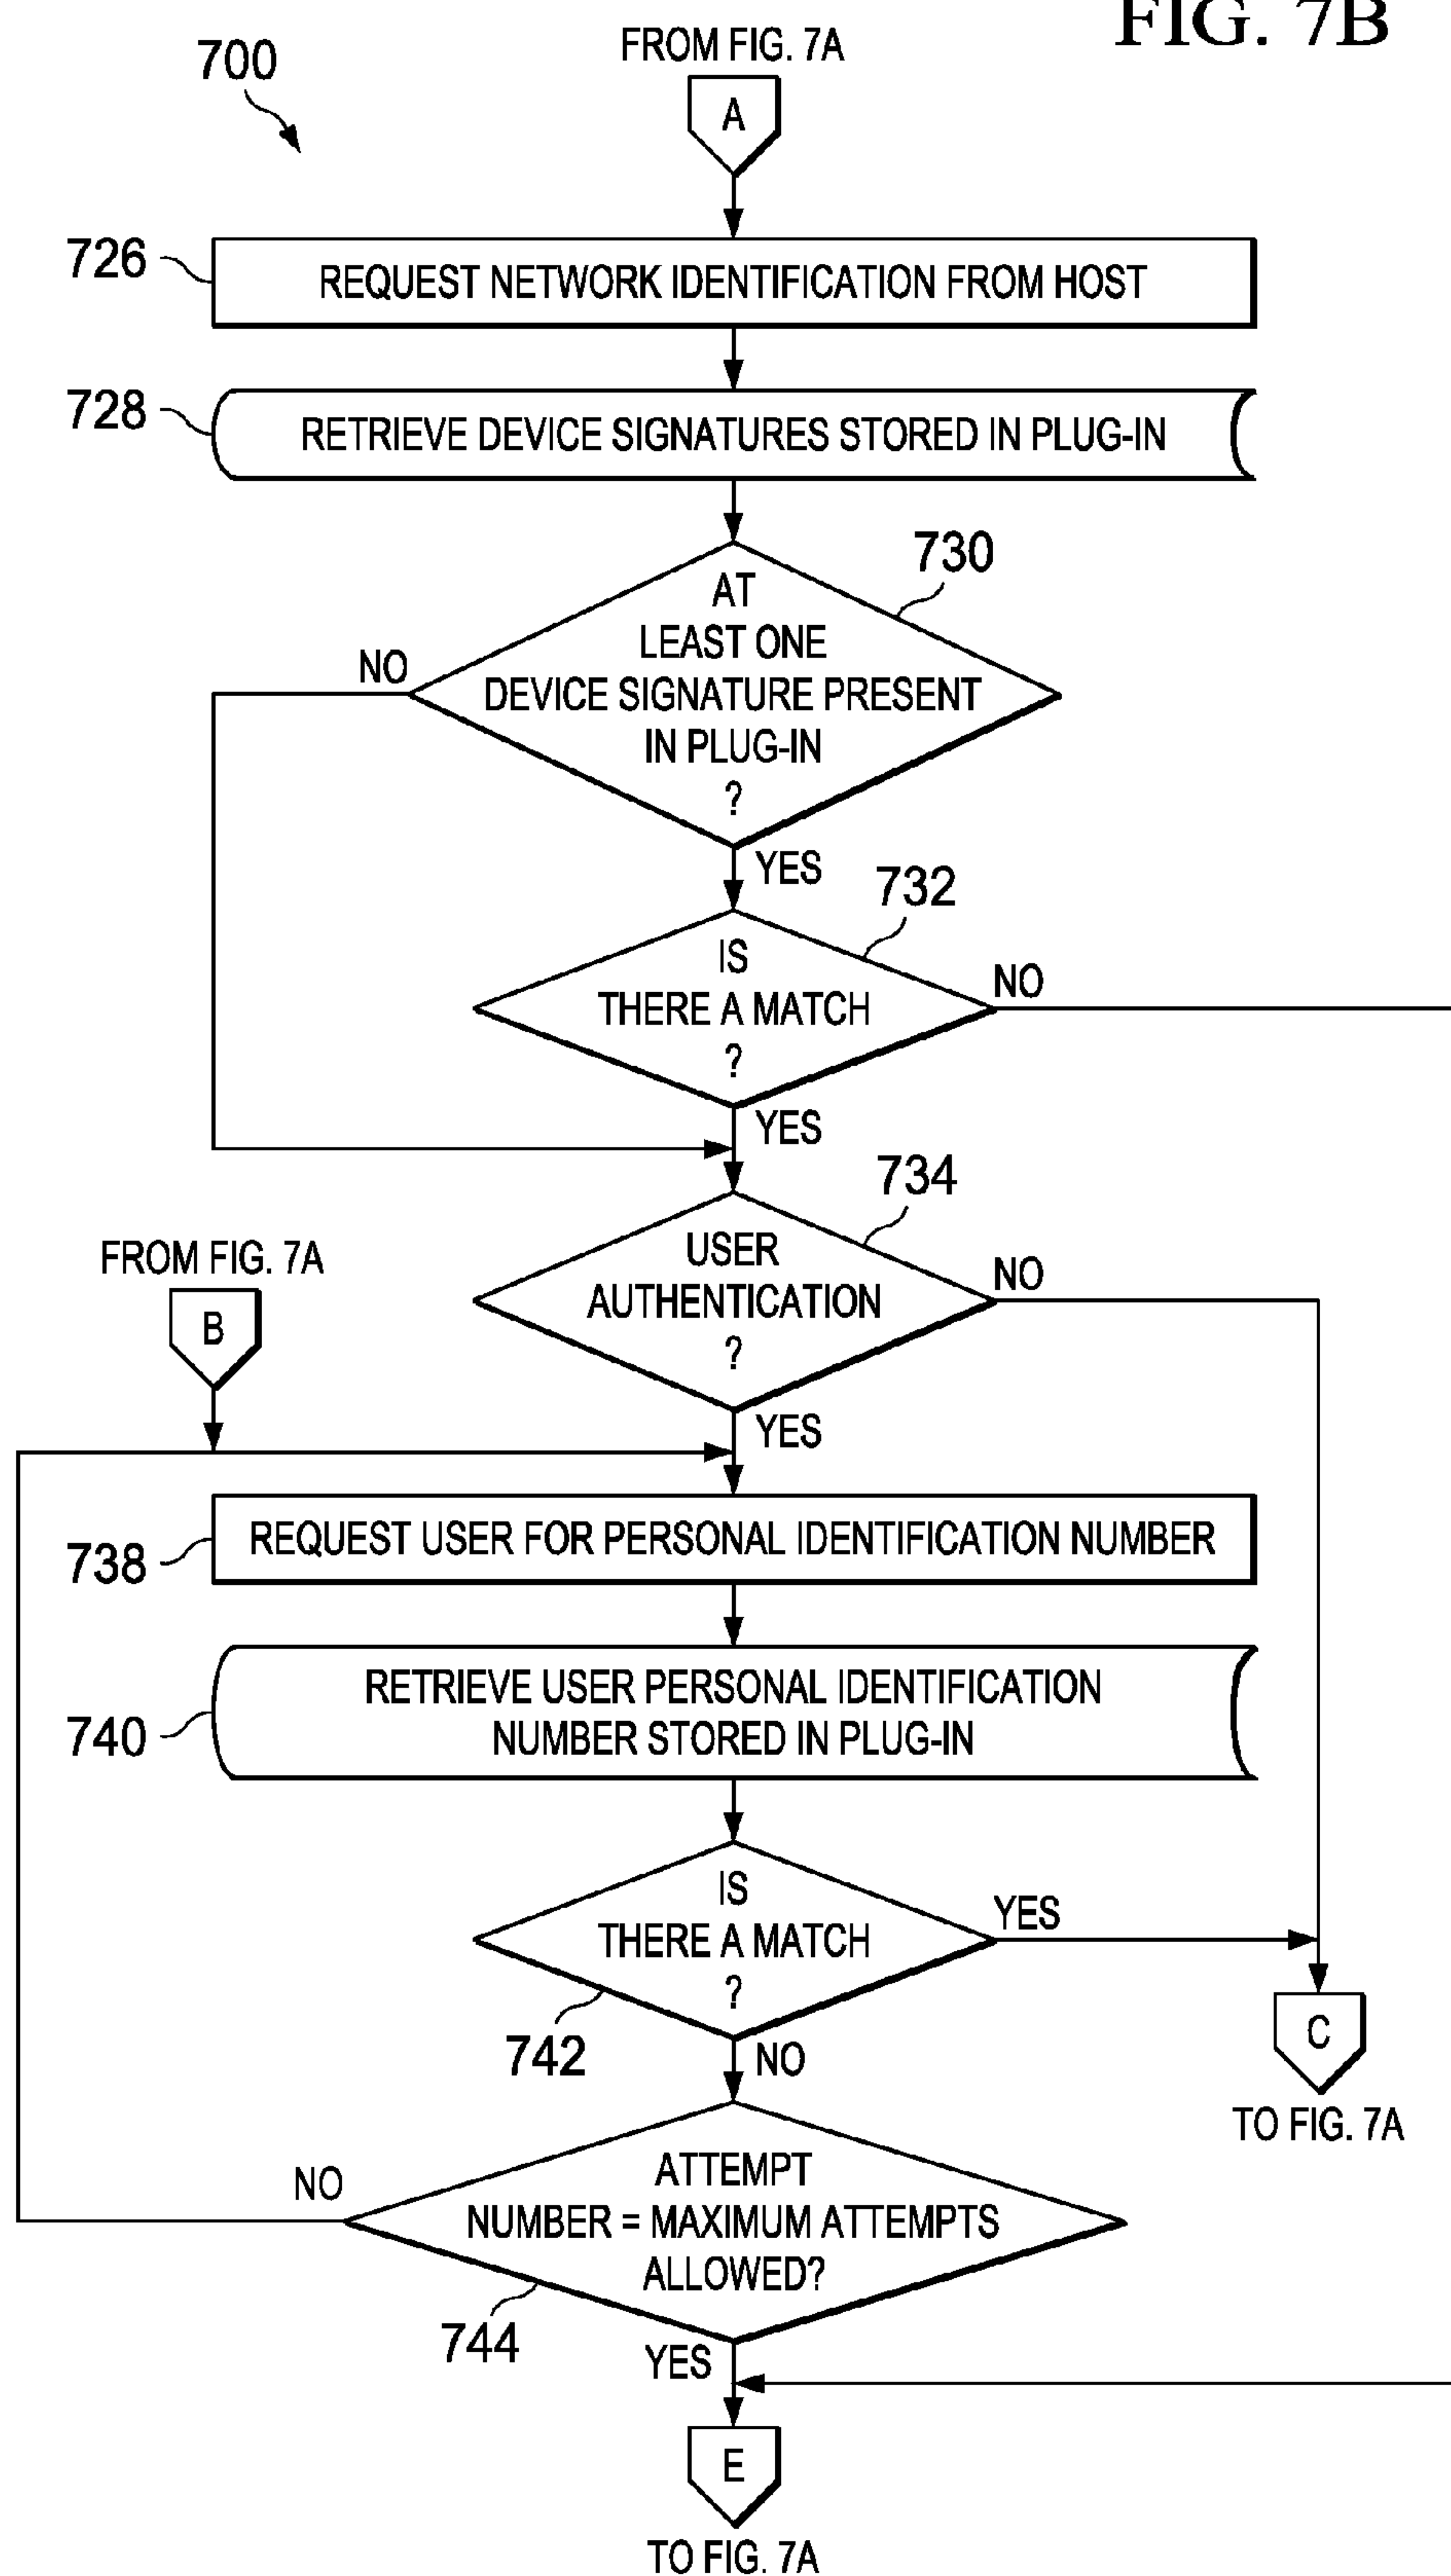 FIG. 7B
700
FROM FIG. 7A
A
726
REQUEST NETWORK IDENTIFICATION FROM HOST
728
RETRIEVE DEVICE SIGNATURES STORED IN PLUG-IN
730
AT
LEAST ONE
DEVICE SIGNATURE PRESENT
IN PLUG-IN
?
NO
YES
732
IS
THERE A MATCH
?
NO
YES
734
USER
AUTHENTICATION
?
NO
YES
FROM FIG. 7A
B
738
REQUEST USER FOR PERSONAL IDENTIFICATION NUMBER
740
RETRIEVE USER PERSONAL IDENTIFICATION
NUMBER STORED IN PLUG-IN
IS
THERE A MATCH
?
YES
742
NO
C
TO FIG. 7A
ATTEMPT
NUMBER = MAXIMUM ATTEMPTS
ALLOWED?
NO
744
YES
E
TO FIG. 7A